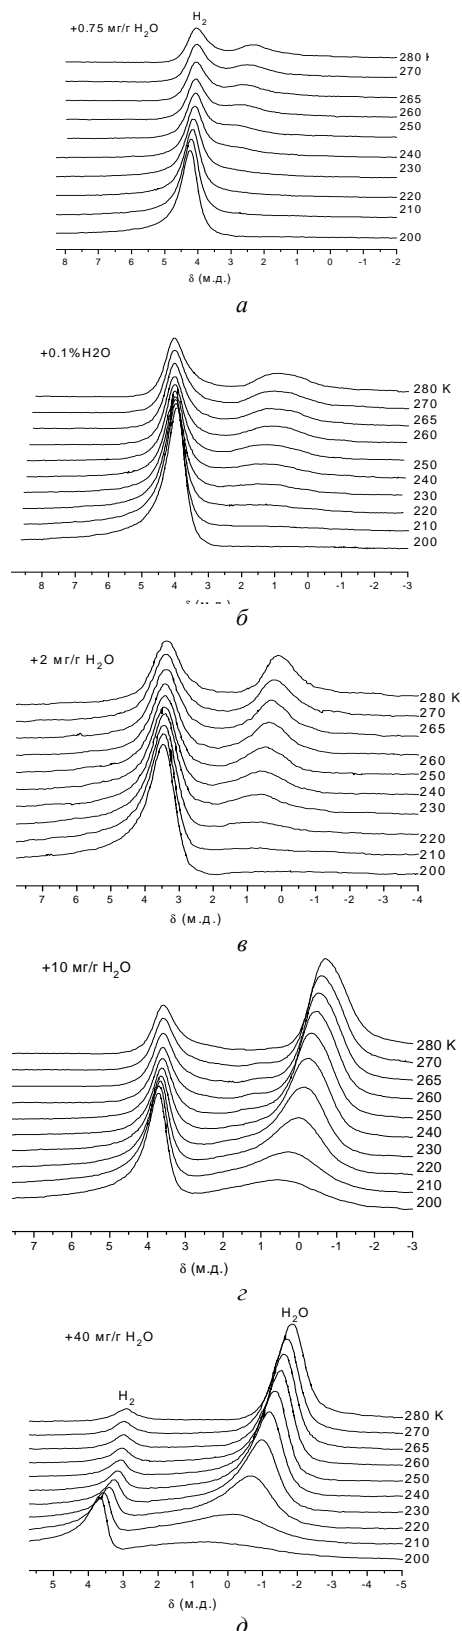 +0.75 мг/г H₂O
H₂
280 K
270
265
260
250
240
230
220
210
200
8 7 6 5 4 3 2 1 0 -1 -2
δ (м.д.)
а
+0.1%H2O
280 K
270
265
260
250
240
230
220
210
200
8 7 6 5 4 3 2 1 0 -1 -2 -3
δ (м.д.)
б
+2 мг/г H₂O
280 K
270
265
260
250
240
230
220
210
200
7 6 5 4 3 2 1 0 -1 -2 -3 -4
δ (м.д.)
в
+10 мг/г H₂O
280 K
270
265
260
250
240
230
220
210
200
7 6 5 4 3 2 1 0 -1 -2 -3
δ (м.д.)
г
H₂O
+40 мг/г H₂O
H₂
280 K
270
265
260
250
240
230
220
210
200
5 4 3 2 1 0 -1 -2 -3 -4 -5
δ (м.д.)
д